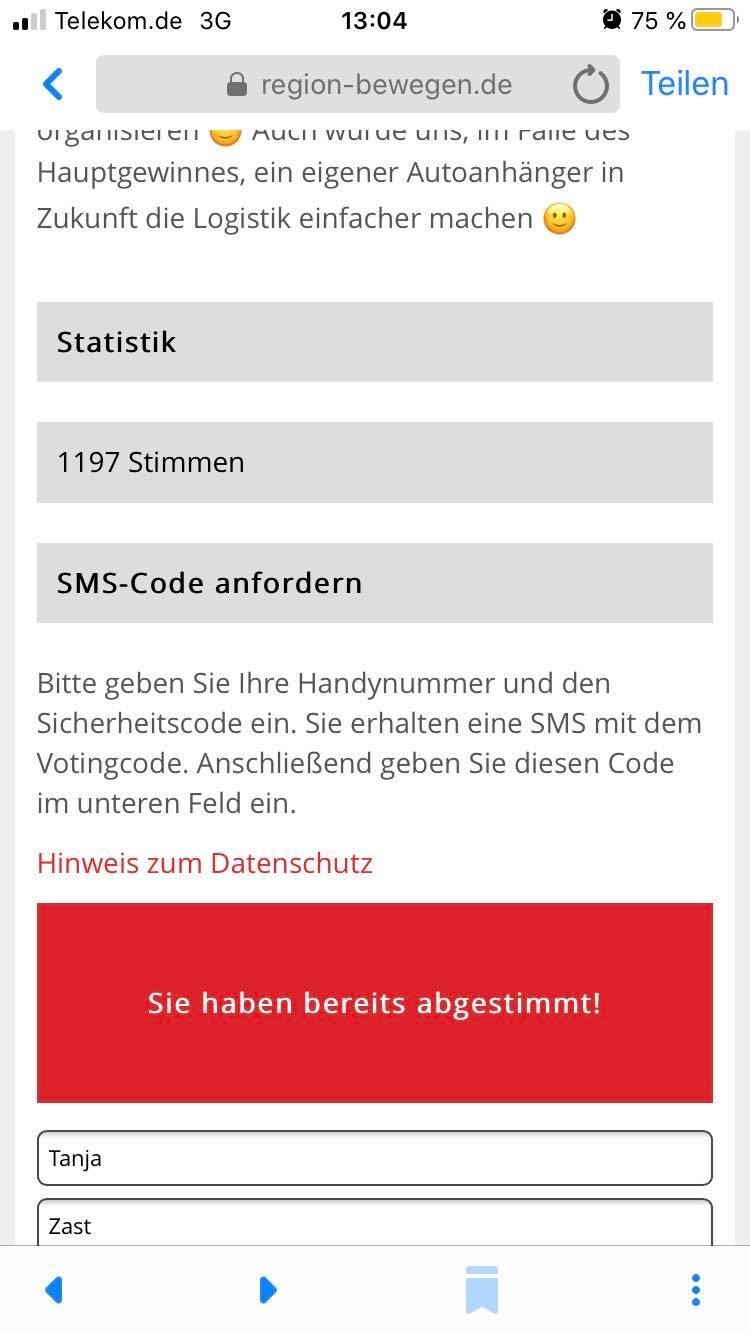 Telekom.de 3G 13:04 75 %
region-bewegen.de Teilen
organisieren 🙂 Auch würde uns, im Falle des
Hauptgewinnes, ein eigener Autoanhänger in
Zukunft die Logistik einfacher machen 🙂
Statistik
1197 Stimmen
SMS-Code anfordern
Bitte geben Sie Ihre Handynummer und den
Sicherheitscode ein. Sie erhalten eine SMS mit dem
Votingcode. Anschließend geben Sie diesen Code
im unteren Feld ein.
Hinweis zum Datenschutz
Sie haben bereits abgestimmt!
Tanja
Zast